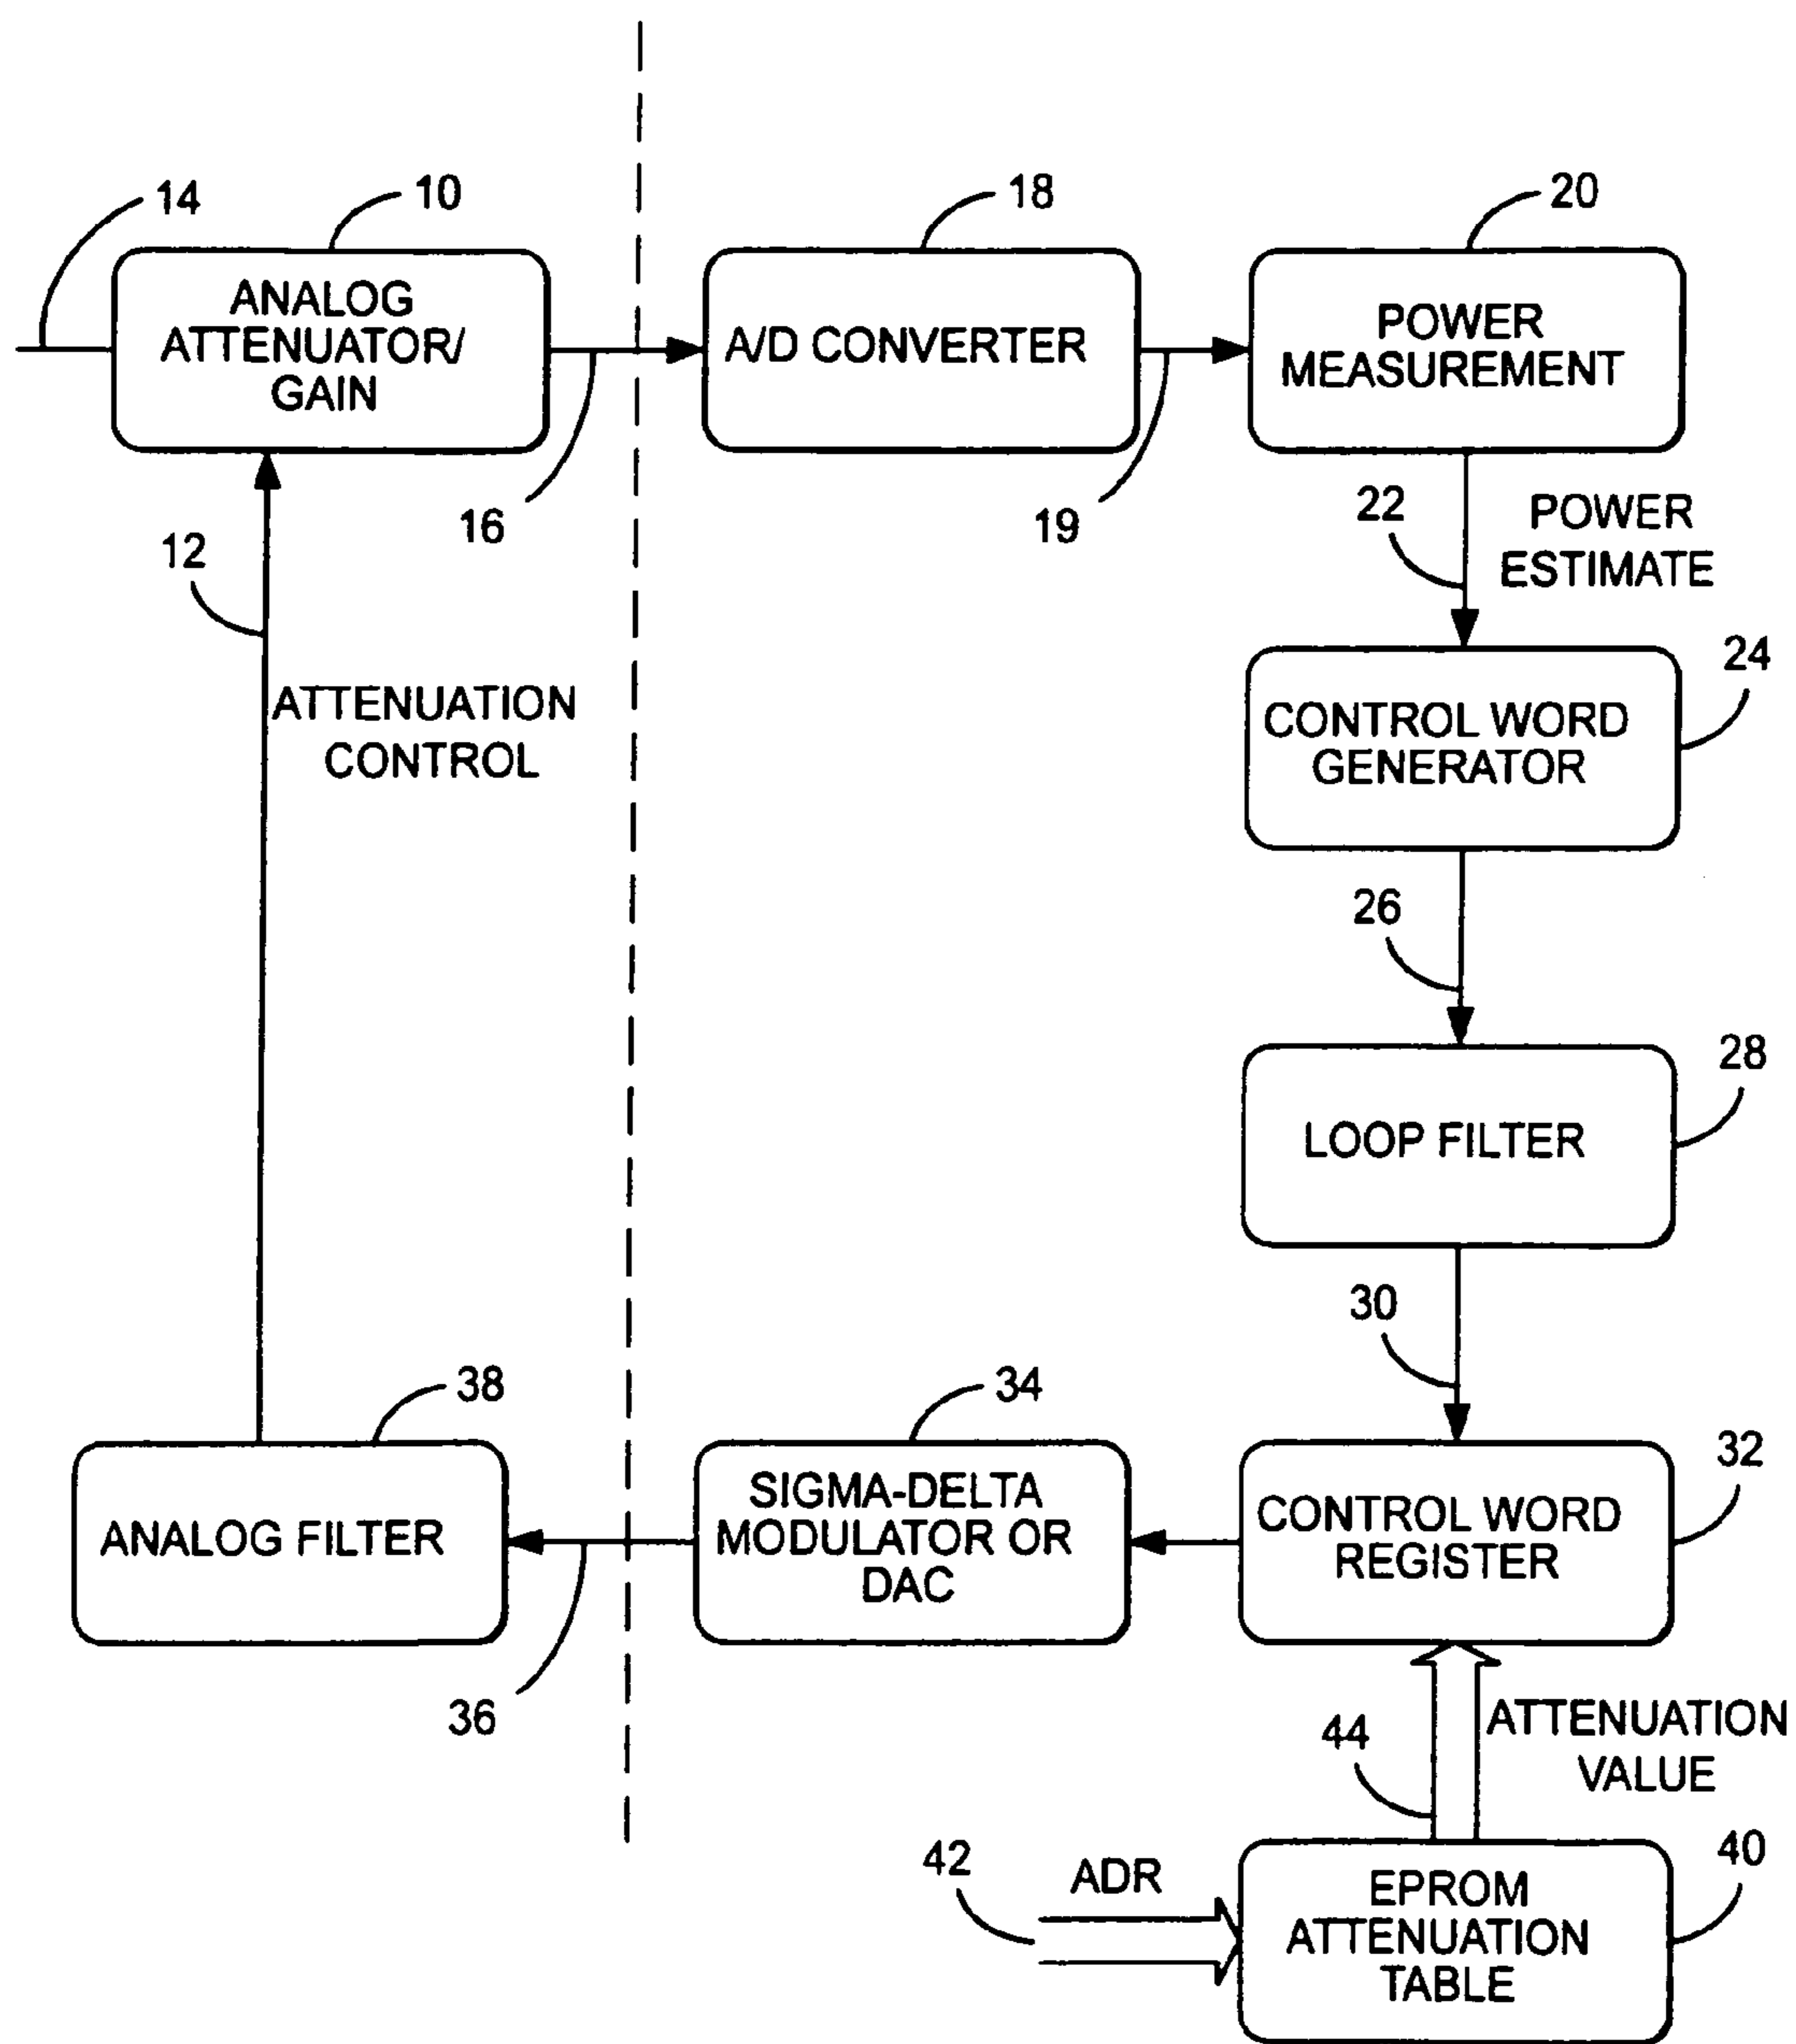 14
10
18
20
ANALOG
ATTENUATOR/
GAIN
A/D CONVERTER
POWER
MEASUREMENT
16
19
22
POWER
ESTIMATE
12
ATTENUATION
CONTROL
24
CONTROL WORD
GENERATOR
26
28
LOOP FILTER
30
38
34
32
ANALOG FILTER
SIGMA-DELTA
MODULATOR OR
DAC
CONTROL WORD
REGISTER
36
44
ATTENUATION
VALUE
42
ADR
40
EPROM
ATTENUATION
TABLE